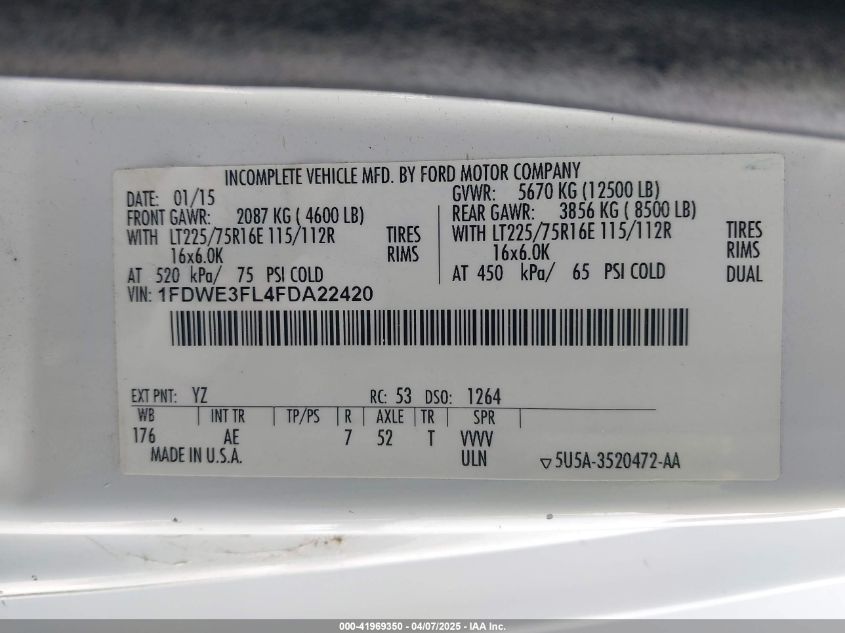 INCOMPLETE VEHICLE MFD. BY FORD MOTOR COMPANY
DATE: 01/15
FRONT GAWR: 2087 KG ( 4600 LB)
WITH LT225/75R16E 115/112R TIRES
16x6.0K RIMS
AT 520 kPa/ 75 PSI COLD
GVWR: 5670 KG (12500 LB)
REAR GAWR: 3856 KG ( 8500 LB)
WITH LT225/75R16E 115/112R TIRES
16x6.0K RIMS
AT 450 kPa/ 65 PSI COLD DUAL
VIN: 1FDWE3FL4FDA22420
EXT PNT: YZ RC: 53 DSO: 1264
WB | INT TR | TP/PS | R | AXLE | TR | SPR |
176 AE 7 52 T VVVV
MADE IN U.S.A. ULN ▽5U5A-3520472-AA
000-41969350 | 04/07/2025 - IAA Inc.